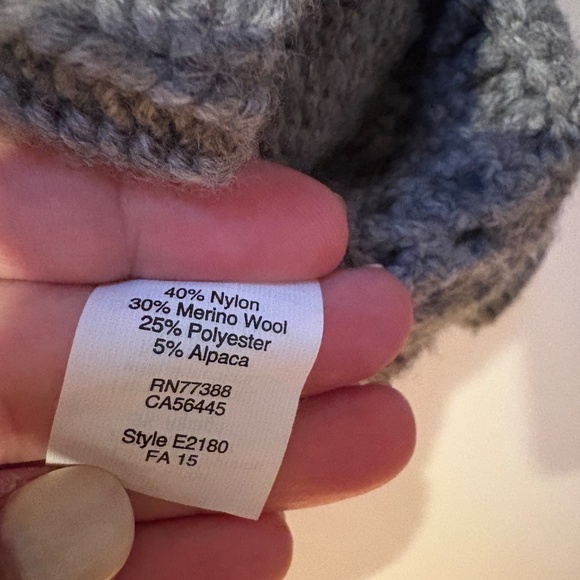 40% Nylon
30% Merino Wool
25% Polyester
5% Alpaca
RN77388
CA56445
Style E2180
FA 15